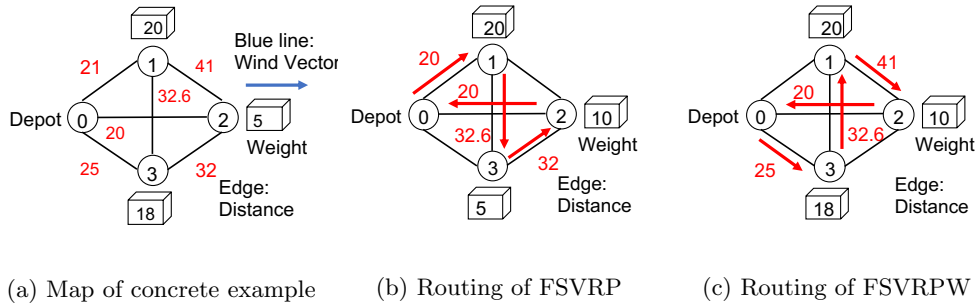 20
Blue line:
Wind Vector
21
1
41
32.6
Depot
0
20
2
5
Weight
25
3
32
18
Edge:
Distance
(a) Map of concrete example
20
20
1
20
Depot
0
2
10
32.6
Weight
3
32
5
Edge:
Distance
(b) Routing of FSVRP
20
1
41
20
Depot
0
2
10
32.6
Weight
25
3
18
Edge:
Distance
(c) Routing of FSVRPW